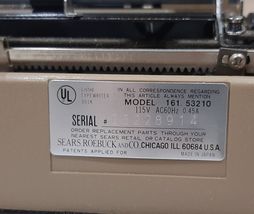 UL
LISTED
TYPEWRITER
IN ALL CORRESPONDENCE REGARDING
THIS ARTICLE ALWAYS MENTION
MODEL 161.53210
115V AC60Hz 0.45A
SERIAL #
ORDER REPLACEMENT PARTS THROUGH YOUR
NEAREST SEARS RETAIL OR CATALOG STORE
SEARS ROEBUCK AND CO. CHICAGO ILL 60684 U.S.A.
PATENTS APPLIED FOR
MADE IN JAPAN